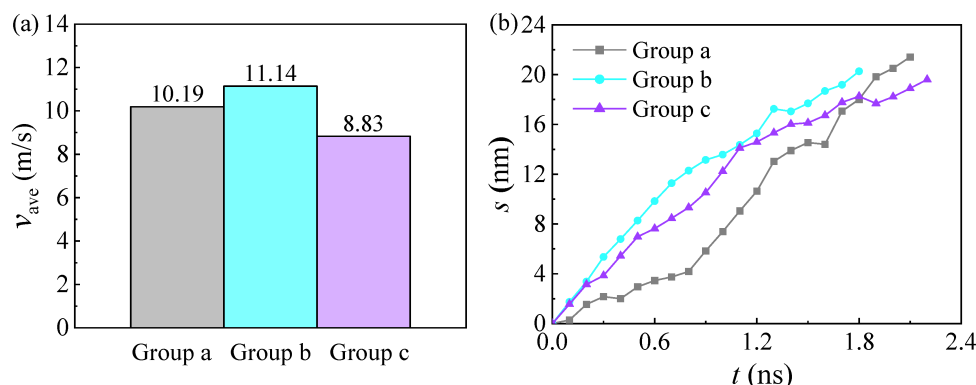 (a)
14
12
10
8
6
4
2
0
v_ave (m/s)
10.19
11.14
8.83
Group a
Group b
Group c
(b)
24
20
16
12
8
4
0
s (nm)
Group a
Group b
Group c
0.0
0.6
1.2
1.8
2.4
t (ns)